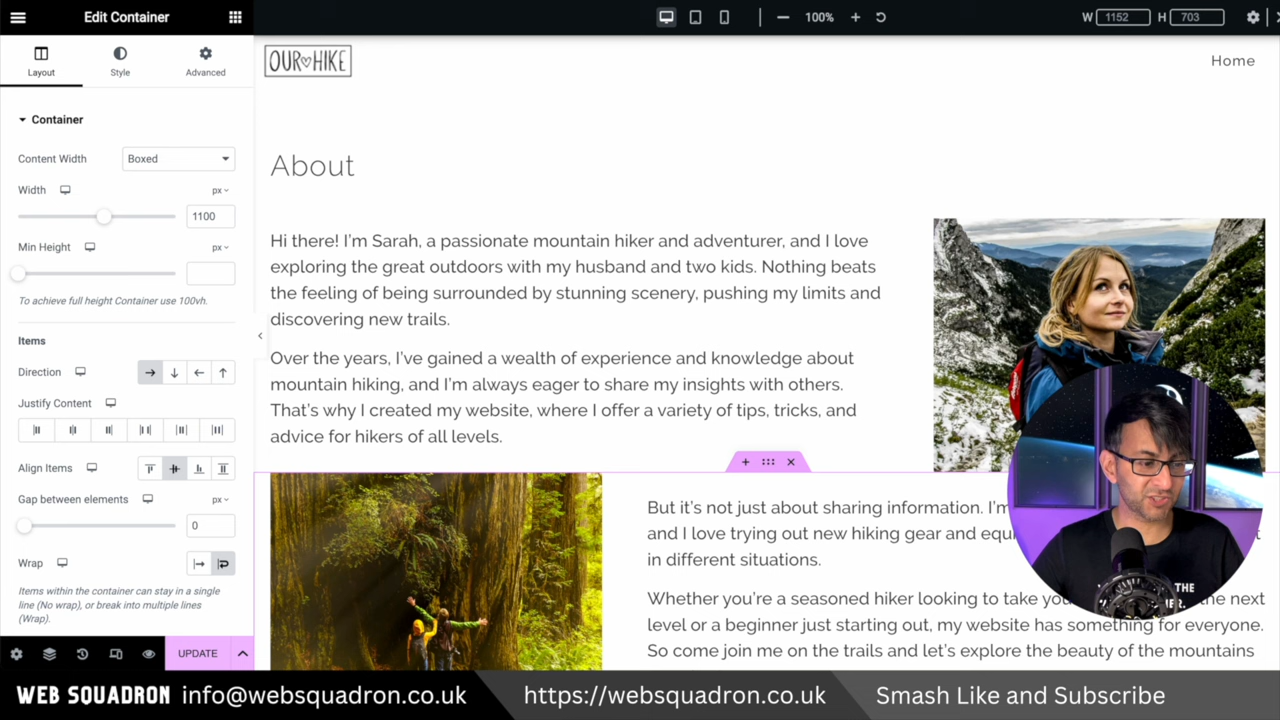 Edit Container
100%
W 1152 H 703
Layout
Style
Advanced
OUR HIKE
Home
Container
Content Width Boxed
Width px
1100
Min Height px
To achieve full height Container use 100vh.
Items
Direction
Justify Content
Align Items
Gap between elements px
0
Wrap
Items within the container can stay in a single
line (No wrap), or break into multiple lines
(Wrap).
UPDATE
About
Hi there! I'm Sarah, a passionate mountain hiker and adventurer, and I love
exploring the great outdoors with my husband and two kids. Nothing beats
the feeling of being surrounded by stunning scenery, pushing my limits and
discovering new trails.
Over the years, I've gained a wealth of experience and knowledge about
mountain hiking, and I'm always eager to share my insights with others.
That's why I created my website, where I offer a variety of tips, tricks, and
advice for hikers of all levels.
But it's not just about sharing information. I'm
and I love trying out new hiking gear and
in different situations.
Whether you're a seasoned hiker looking to take the next
level or a beginner just starting out, my website has something for everyone.
So come join me on the trails and let's explore the beauty of the mountains
THE
WEB SQUADRON info@websquadron.co.uk https://websquadron.co.uk Smash Like and Subscribe